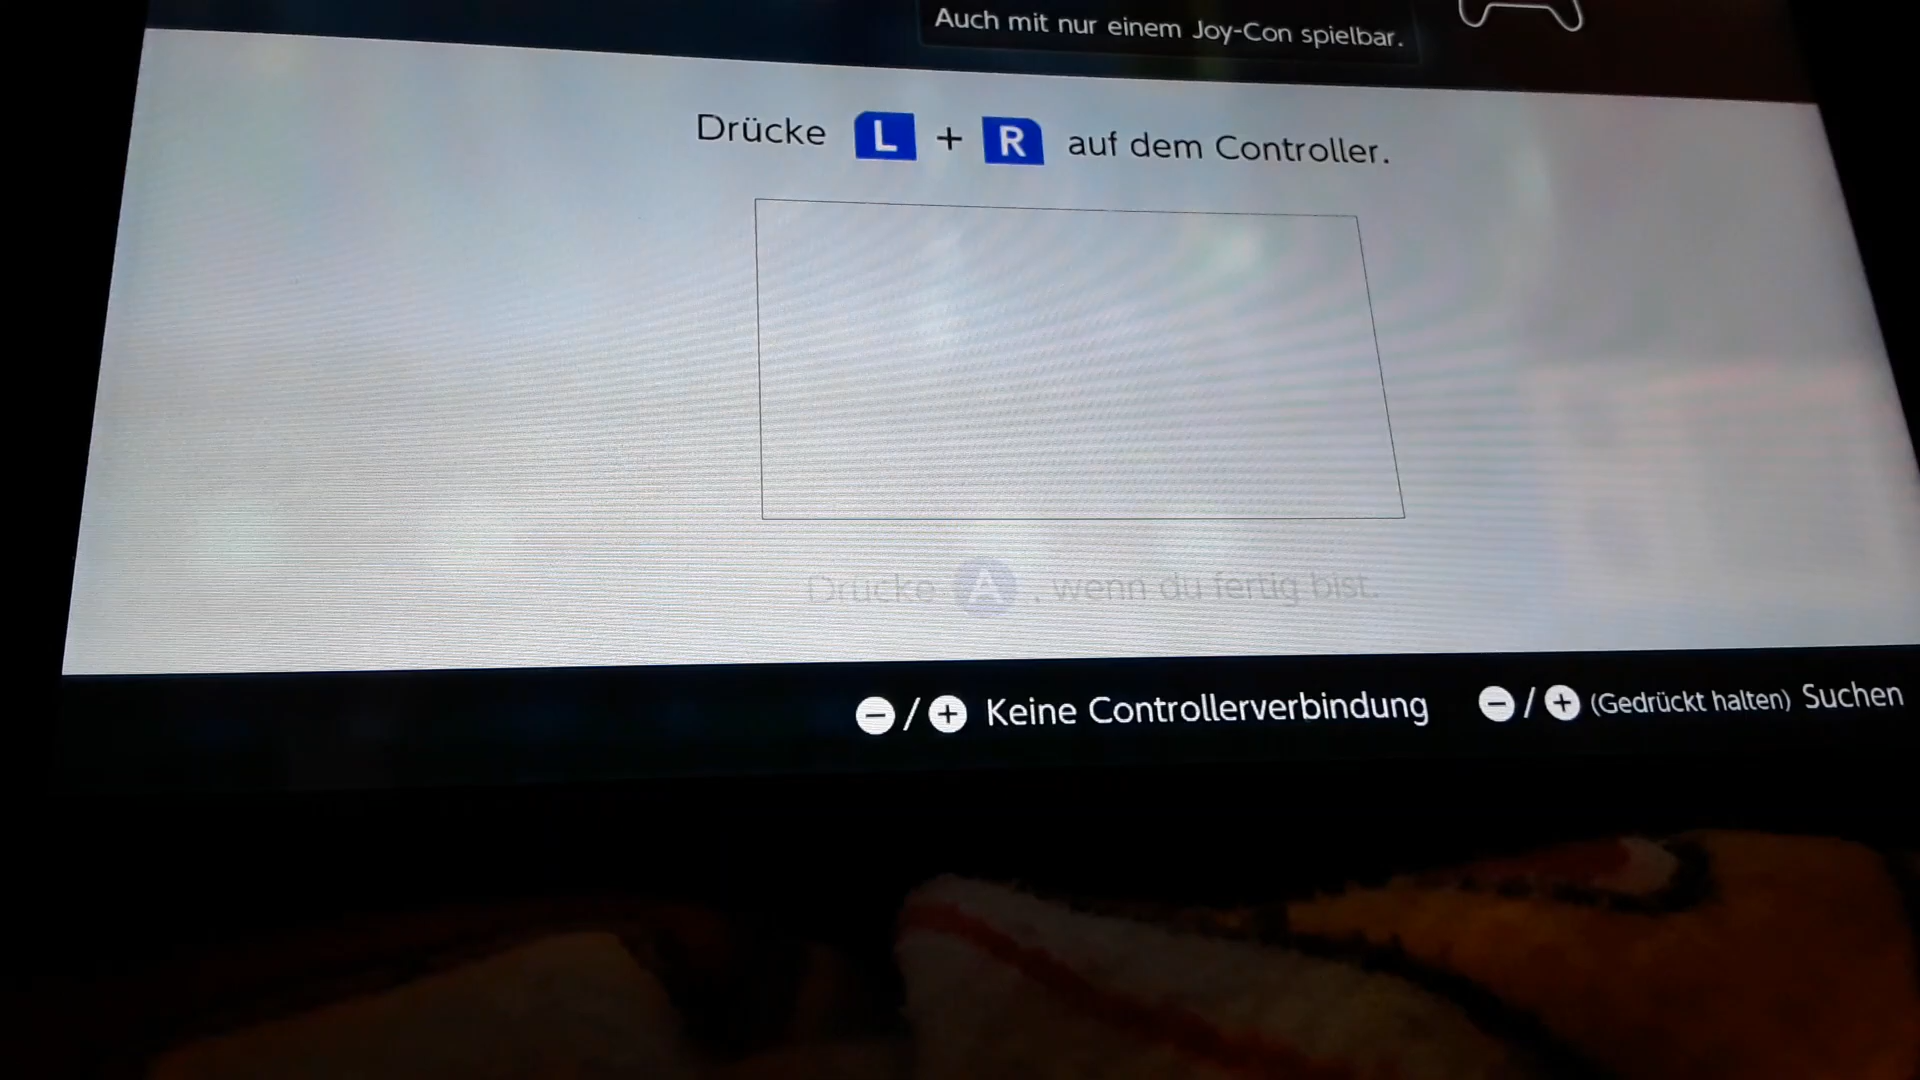 Auch mit nur einem Joy-Con spielbar.
Drücke L + R auf dem Controller.
Drücke A, wenn du fertig bist.
−/+ Keine Controllerverbindung −/+ (Gedrückt halten) Suchen